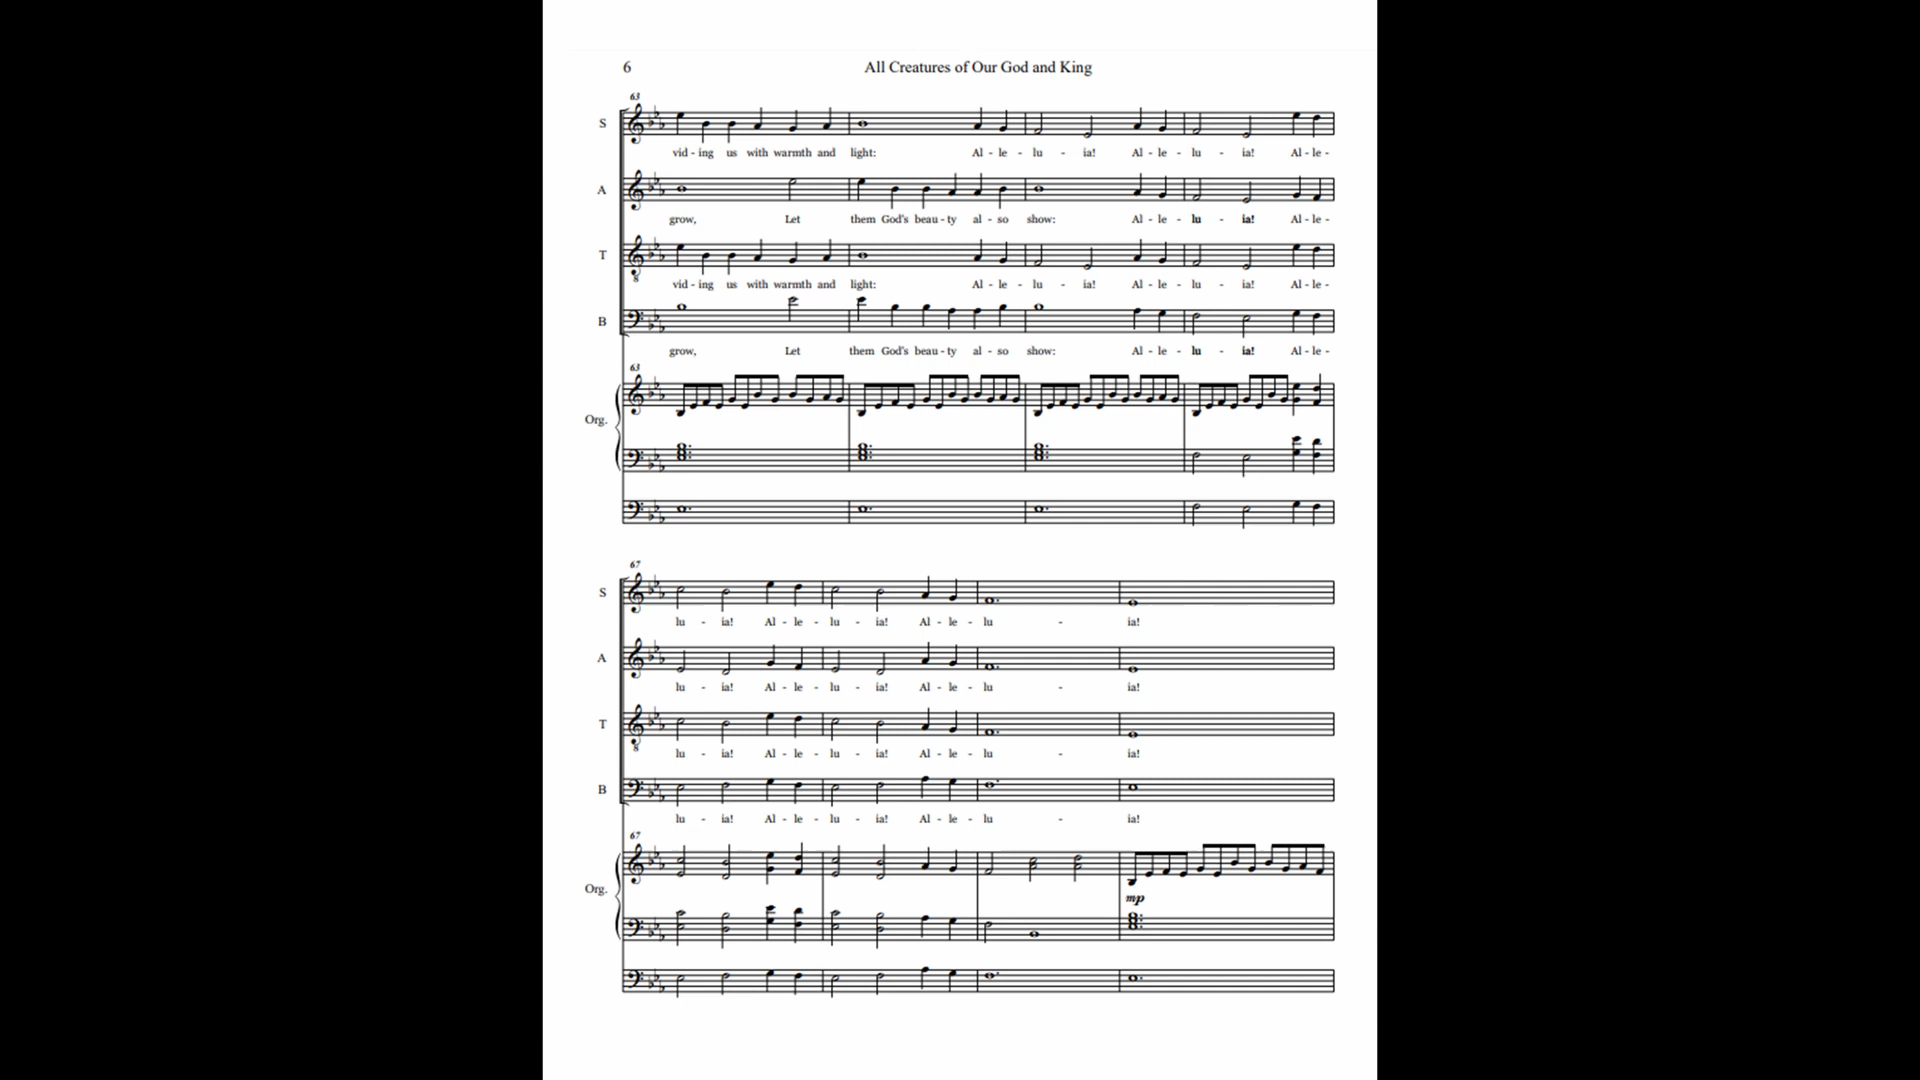 6 All Creatures of Our God and King
63
S
vid - ing us with warmth and light: Al - le - lu - ia! Al - le - lu - ia! Al - le -
A
grow, Let them God's beau - ty al - so show: Al - le - lu - ia! Al - le -
T
vid - ing us with warmth and light: Al - le - lu - ia! Al - le - lu - ia! Al - le -
B
grow, Let them God's beau - ty al - so show: Al - le - lu - ia! Al - le -
63
Org.
67
S
lu - ia! Al - le - lu - ia! Al - le - lu - ia!
A
lu - ia! Al - le - lu - ia! Al - le - lu - ia!
T
lu - ia! Al - le - lu - ia! Al - le - lu - ia!
B
lu - ia! Al - le - lu - ia! Al - le - lu - ia!
67
Org.
mp